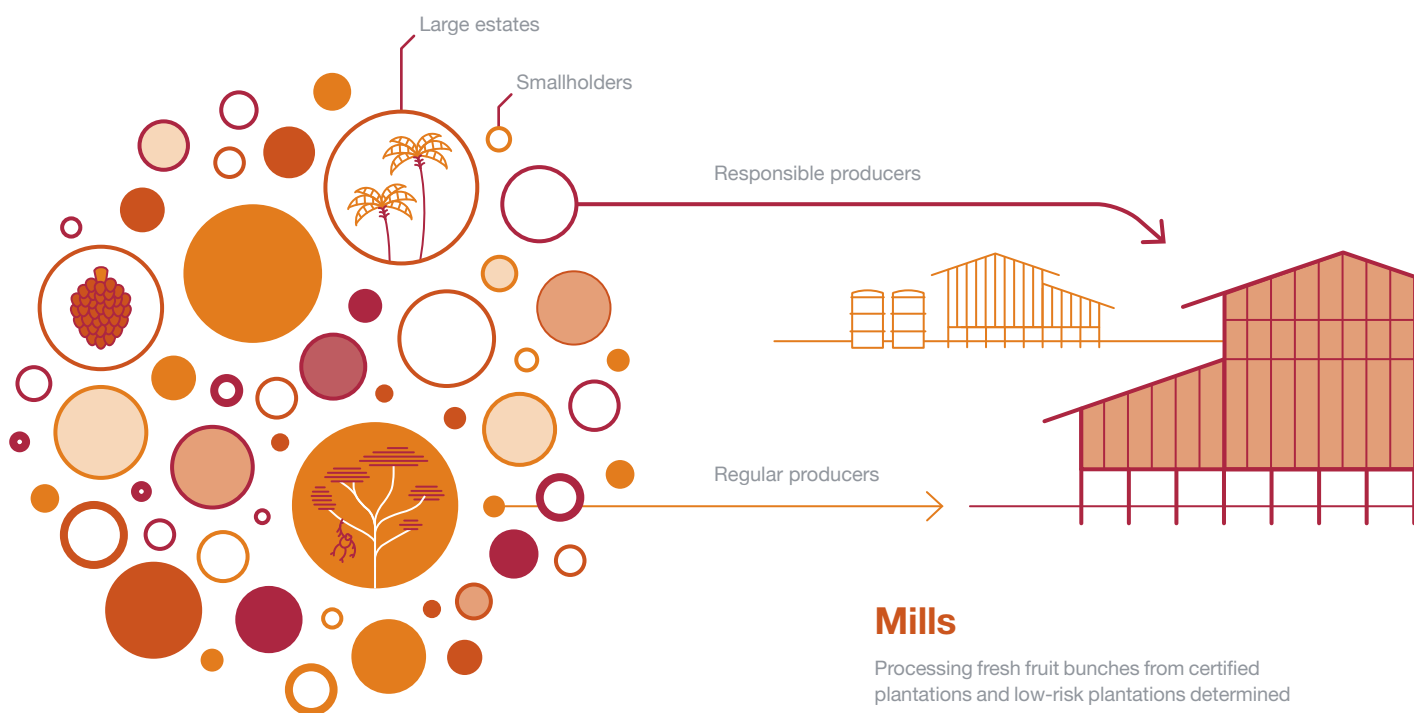 Large estates
Smallholders
Responsible producers
Regular producers
Mills
Processing fresh fruit bunches from certified
plantations and low-risk plantations determined